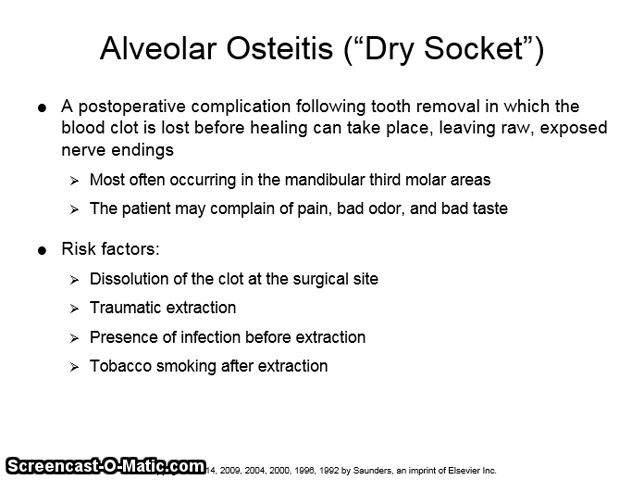 Alveolar Osteitis (“Dry Socket”)
● A postoperative complication following tooth removal in which the
blood clot is lost before healing can take place, leaving raw, exposed
nerve endings
➢ Most often occurring in the mandibular third molar areas
➢ The patient may complain of pain, bad odor, and bad taste
● Risk factors:
➢ Dissolution of the clot at the surgical site
➢ Traumatic extraction
➢ Presence of infection before extraction
➢ Tobacco smoking after extraction
Screencast-O-Matic.com
14, 2009, 2004, 2000, 1996, 1992 by Saunders, an imprint of Elsevier Inc.